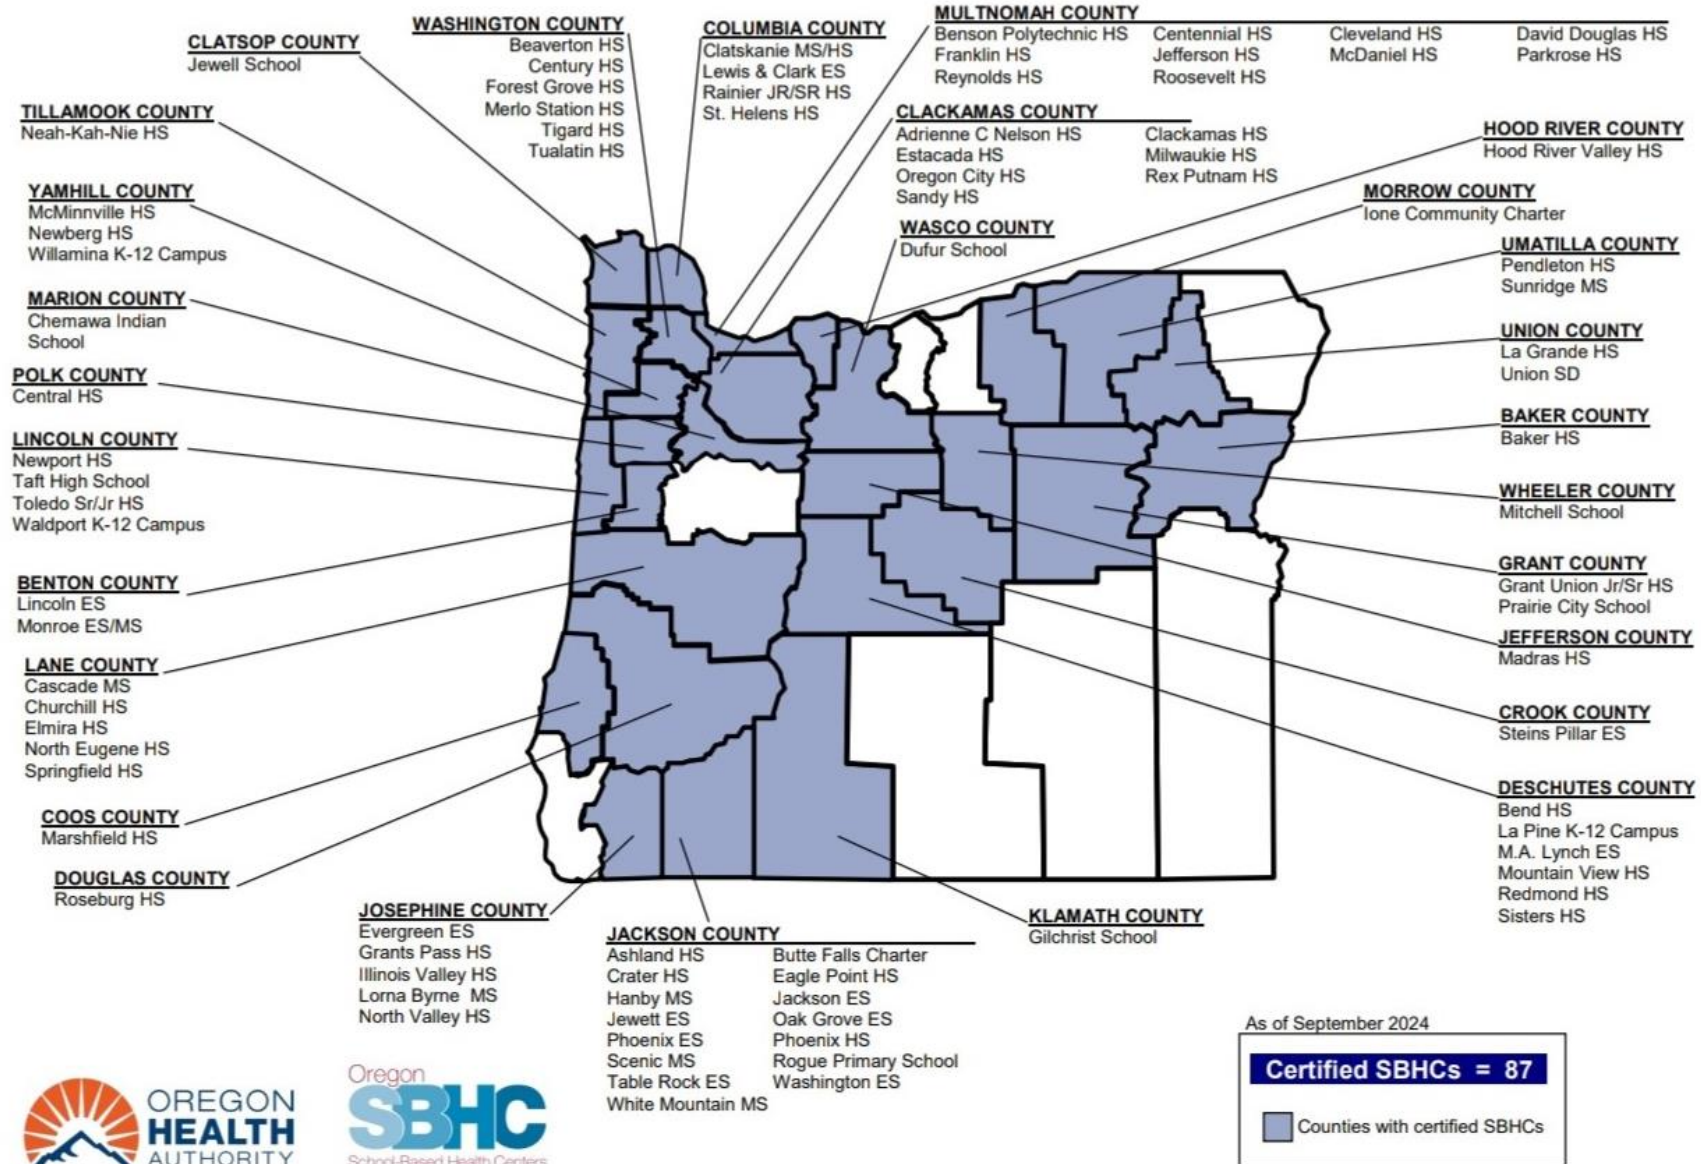 CLATSOP COUNTY
Jewell School
WASHINGTON COUNTY
Beaverton HS
Century HS
Forest Grove HS
Merlo Station HS
Tigard HS
Tualatin HS
COLUMBIA COUNTY
Clatskanie MS/HS
Lewis & Clark ES
Rainier JR/SR HS
St. Helens HS
MULTNOMAH COUNTY
Benson Polytechnic HS Centennial HS Cleveland HS David Douglas HS
Franklin HS Jefferson HS McDaniel HS Parkrose HS
Reynolds HS Roosevelt HS
CLACKAMAS COUNTY
Adrienne C Nelson HS Clackamas HS
Estacada HS Milwaukie HS
Oregon City HS Rex Putnam HS
Sandy HS
WASCO COUNTY
Dufur School
HOOD RIVER COUNTY
Hood River Valley HS
MORROW COUNTY
Ione Community Charter
UMATILLA COUNTY
Pendleton HS
Sunridge MS
UNION COUNTY
La Grande HS
Union SD
BAKER COUNTY
Baker HS
WHEELER COUNTY
Mitchell School
GRANT COUNTY
Grant Union Jr/Sr HS
Prairie City School
JEFFERSON COUNTY
Madras HS
CROOK COUNTY
Steins Pillar ES
DESCHUTES COUNTY
Bend HS
La Pine K-12 Campus
M.A. Lynch ES
Mountain View HS
Redmond HS
Sisters HS
TILLAMOOK COUNTY
Neah-Kah-Nie HS
YAMHILL COUNTY
McMinnville HS
Newberg HS
Willamina K-12 Campus
MARION COUNTY
Chemawa Indian
School
POLK COUNTY
Central HS
LINCOLN COUNTY
Newport HS
Taft High School
Toledo Sr/Jr HS
Waldport K-12 Campus
BENTON COUNTY
Lincoln ES
Monroe ES/MS
LANE COUNTY
Cascade MS
Churchill HS
Elmira HS
North Eugene HS
Springfield HS
COOS COUNTY
Marshfield HS
DOUGLAS COUNTY
Roseburg HS
JOSEPHINE COUNTY
Evergreen ES
Grants Pass HS
Illinois Valley HS
Lorna Byrne MS
North Valley HS
JACKSON COUNTY
Ashland HS Butte Falls Charter
Crater HS Eagle Point HS
Hanby MS Jackson ES
Jewett ES Oak Grove ES
Phoenix ES Phoenix HS
Scenic MS Rogue Primary School
Table Rock ES Washington ES
White Mountain MS
KLAMATH COUNTY
Gilchrist School
As of September 2024
Certified SBHCs = 87
Counties with certified SBHCs
OREGON
HEALTH
AUTHORITY
Oregon
SBHC
School-Based Health Centers